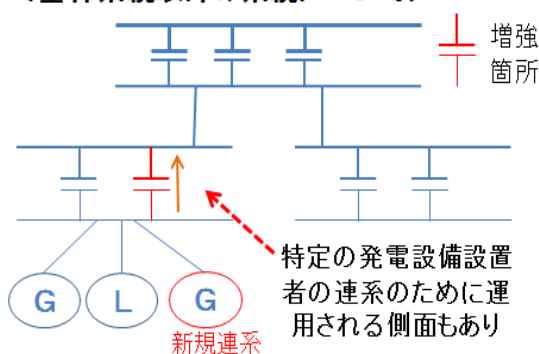 増強
箇所
特定の発電設備設置
者の連系のために運
用される側面もあり
G
L
G
新規連系